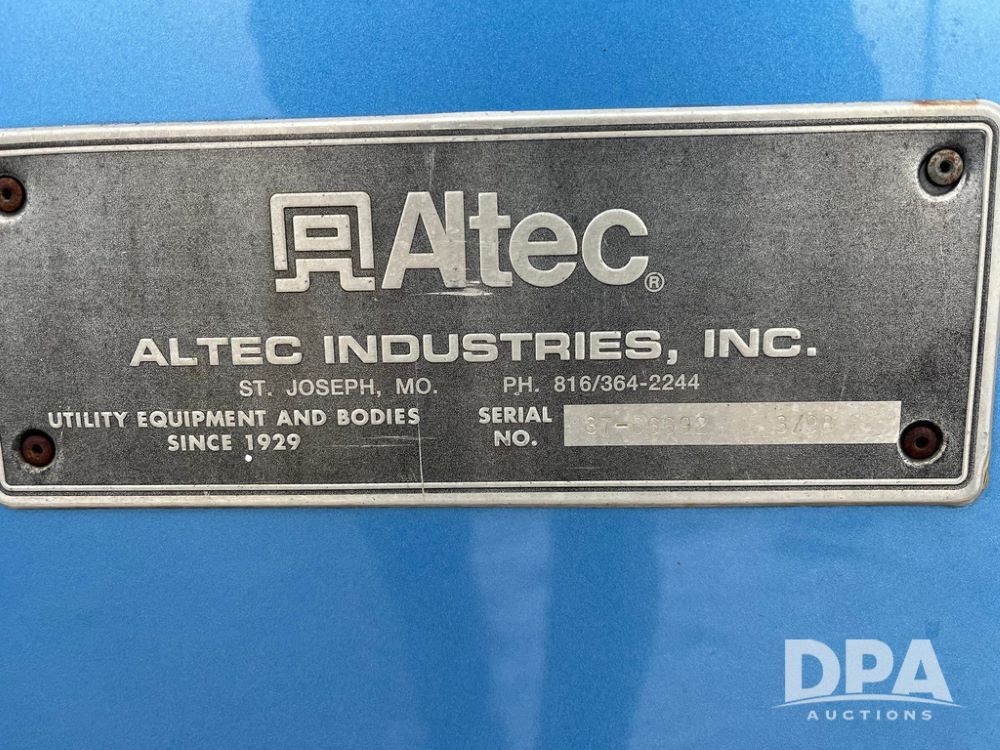 Altec®
ALTEC INDUSTRIES, INC.
ST. JOSEPH, MO. PH. 816/364-2244
UTILITY EQUIPMENT AND BODIES
SINCE 1929
SERIAL
NO.
DPA
AUCTIONS